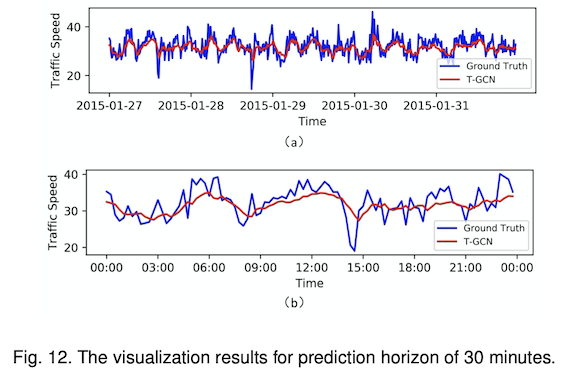 Traffic Speed
40
20
Ground Truth
T-GCN
2015-01-27 2015-01-28 2015-01-29 2015-01-30 2015-01-31
Time
(a)
Traffic Speed
40
30
20
Ground Truth
T-GCN
00:00 03:00 06:00 09:00 12:00 15:00 18:00 21:00 00:00
Time
(b)
Fig. 12. The visualization results for prediction horizon of 30 minutes.